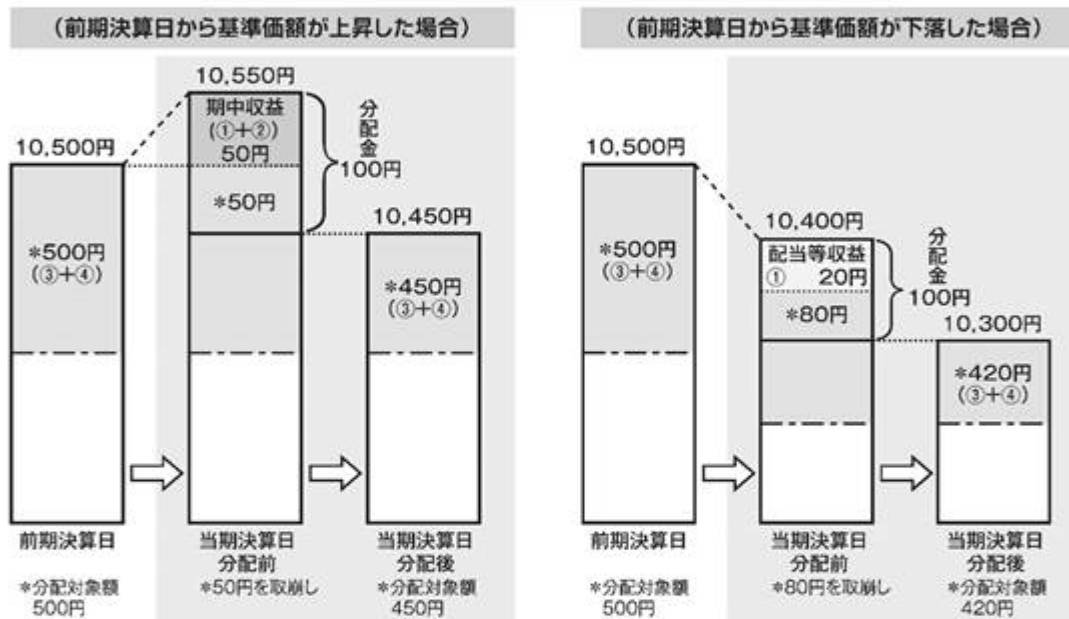 (前期決算日から基準価額が上昇した場合)
10,550円
期中収益
(①+②)
50円
*50円
分配金
100円
10,500円
*500円
(③+④)
10,450円
*450円
(③+④)
前期決算日
*分配対象額
500円
当期決算日
分配前
*50円を取崩し
当期決算日
分配後
*分配対象額
450円
(前期決算日から基準価額が下落した場合)
10,500円
*500円
(③+④)
10,400円
配当等収益
① 20円
*80円
分配金
100円
10,300円
*420円
(③+④)
前期決算日
*分配対象額
500円
当期決算日
分配前
*80円を取崩し
当期決算日
分配後
*分配対象額
420円